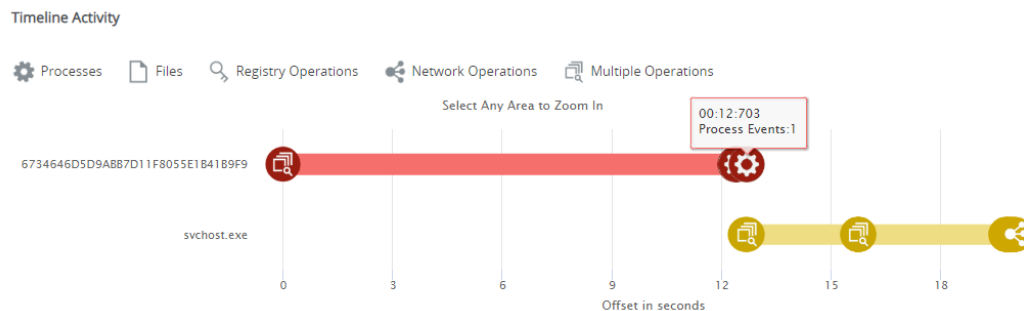 Timeline Activity
Processes
Files
Registry Operations
Network Operations
Multiple Operations
Select Any Area to Zoom In
00:12:703
Process Events:1
6734646D5D9ABB7D11F8055E1B41B9F9
svchost.exe
0 3 6 9 12 15 18
Offset in seconds